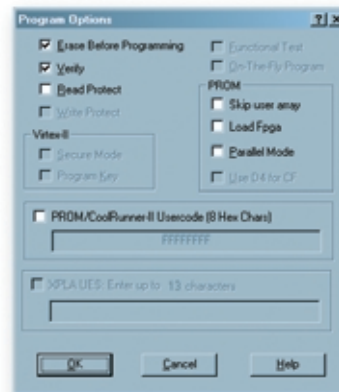 Program Options
Erase Before Programming
Verify
Read Protect
Write Protect
Virtex-II
Secure Mode
Program Key
Functional Test
On-The-Fly Program
PROM
Skip user array
Load Fpga
Parallel Mode
Use D4 for CF
PROM/CoolRunner-II Usercode (8 Hex Chars)
FFFFFFFF
XPLA UES: Enter up to 13 characters
OK
Cancel
Help